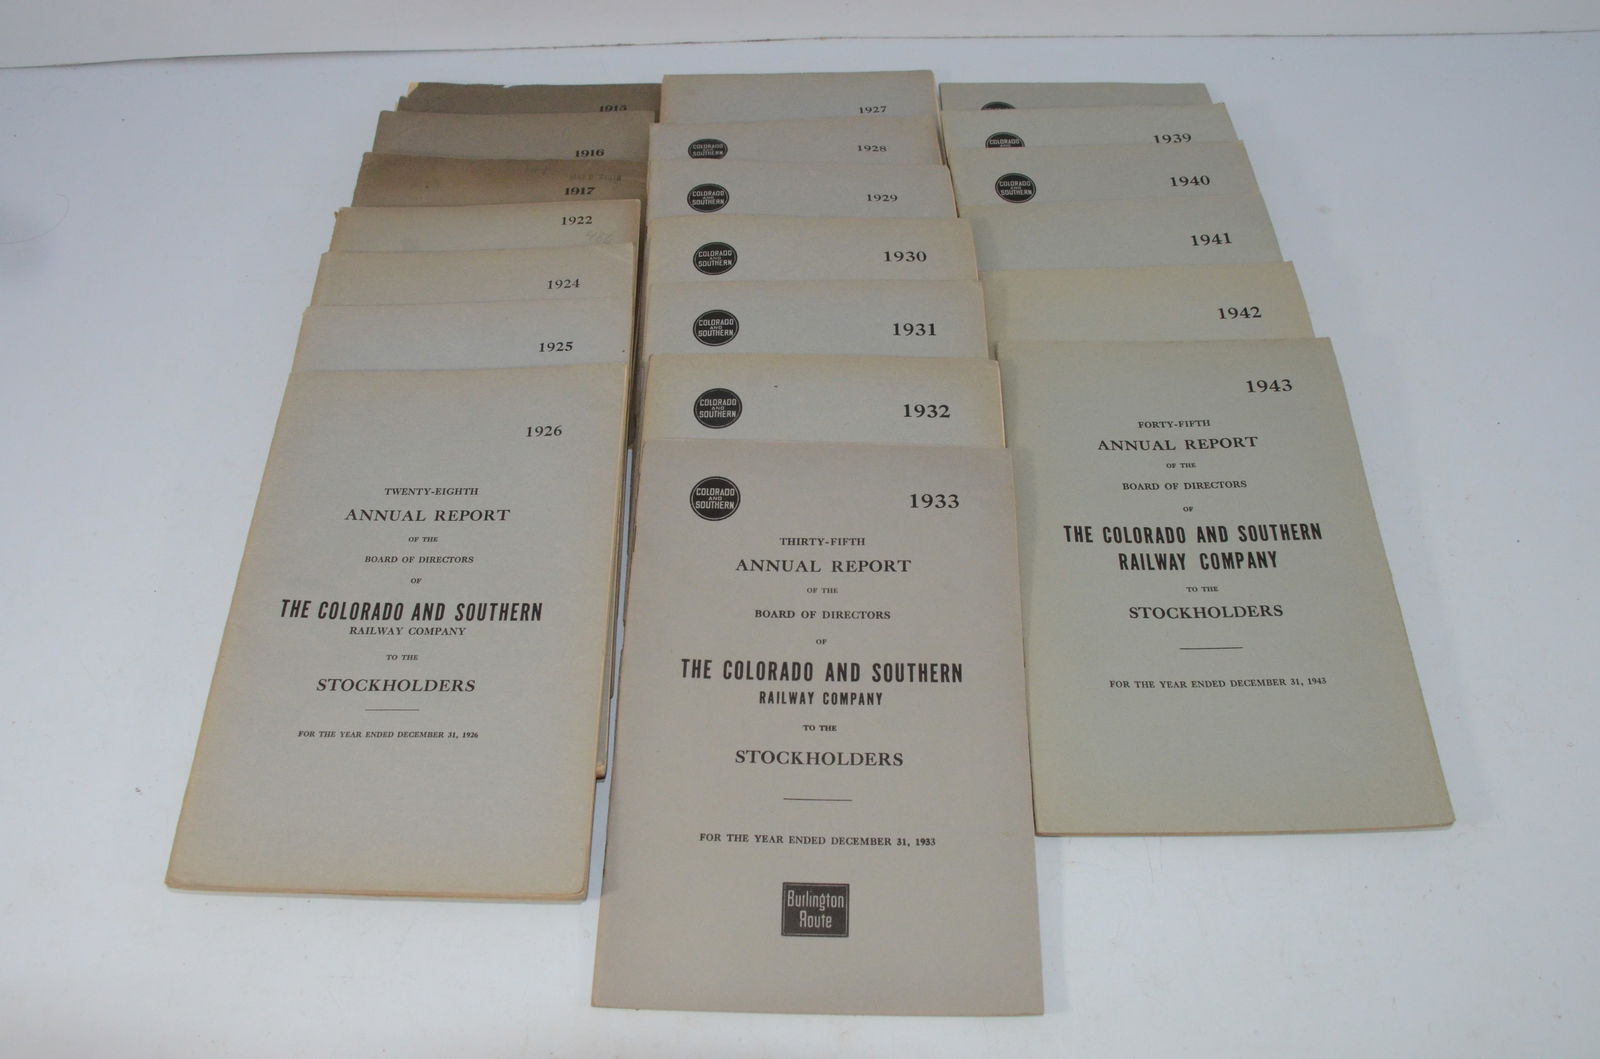 1915
1916
1917
1922
1924
1925
1926
TWENTY-EIGHTH
ANNUAL REPORT
OF THE
BOARD OF DIRECTORS
OF
THE COLORADO AND SOUTHERN
RAILWAY COMPANY
TO THE
STOCKHOLDERS
FOR THE YEAR ENDED DECEMBER 31, 1926
1927
COLORADO
AND
SOUTHERN
1928
COLORADO
AND
SOUTHERN
1929
COLORADO
AND
SOUTHERN
1930
COLORADO
AND
SOUTHERN
1931
COLORADO
AND
SOUTHERN
1932
COLORADO
AND
SOUTHERN
1933
THIRTY-FIFTH
ANNUAL REPORT
OF THE
BOARD OF DIRECTORS
OF
THE COLORADO AND SOUTHERN
RAILWAY COMPANY
TO THE
STOCKHOLDERS
FOR THE YEAR ENDED DECEMBER 31, 1933
Burlington
Route
COLORADO
1939
COLORADO
AND
SOUTHERN
1940
1941
1942
1943
FORTY-FIFTH
ANNUAL REPORT
OF THE
BOARD OF DIRECTORS
OF
THE COLORADO AND SOUTHERN
RAILWAY COMPANY
TO THE
STOCKHOLDERS
FOR THE YEAR ENDED DECEMBER 31, 1943